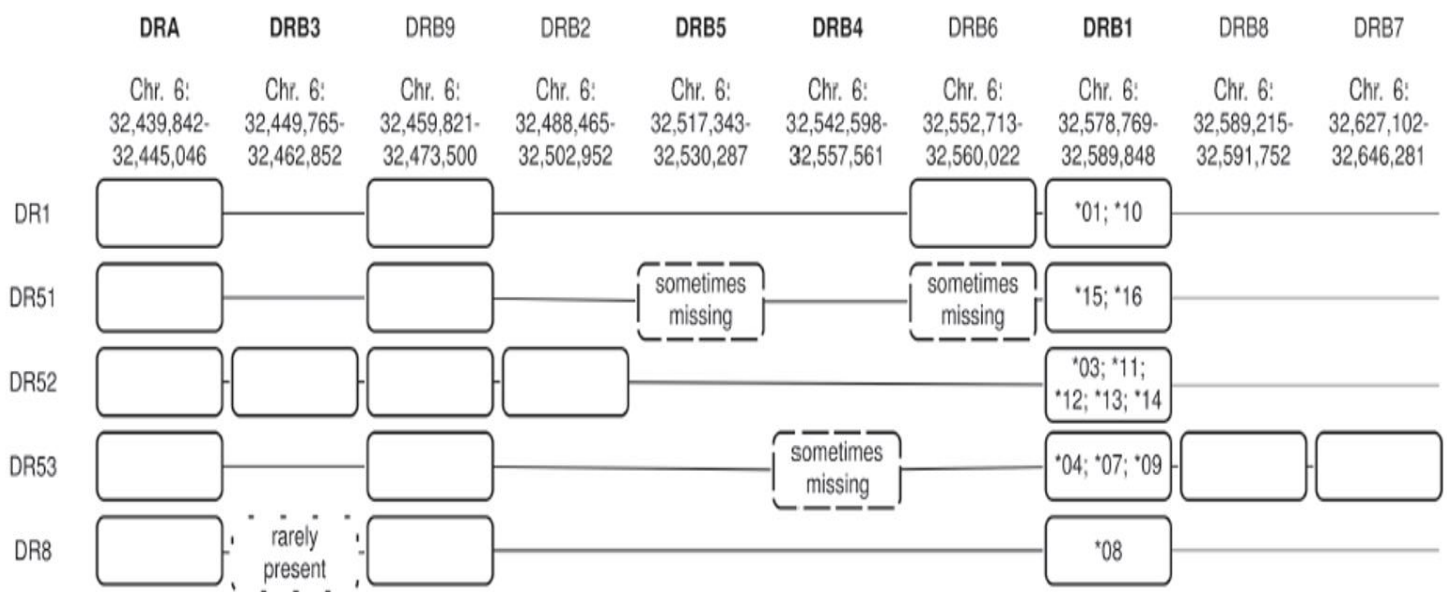 DRA DRB3 DRB9 DRB2 DRB5 DRB4 DRB6 DRB1 DRB8 DRB7
Chr. 6: Chr. 6: Chr. 6: Chr. 6: Chr. 6: Chr. 6: Chr. 6: Chr. 6: Chr. 6: Chr. 6:
32,439,842- 32,449,765- 32,459,821- 32,488,465- 32,517,343- 32,542,598- 32,552,713- 32,578,769- 32,589,215- 32,627,102-
32,445,046 32,462,852 32,473,500 32,502,952 32,530,287 32,557,561 32,560,022 32,589,848 32,591,752 32,646,281
DR1 *01; *10
DR51 sometimes missing sometimes missing *15; *16
DR52 *03; *11;
*12; *13; *14
DR53 sometimes missing *04; *07; *09
DR8 rarely present *08